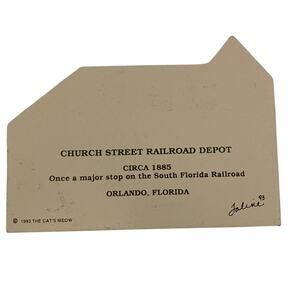 CHURCH STREET RAILROAD DEPOT
CIRCA 1885
Once a major stop on the South Florida Railroad
ORLANDO, FLORIDA
© 1993 THE CAT'S MEOW
Faline 93